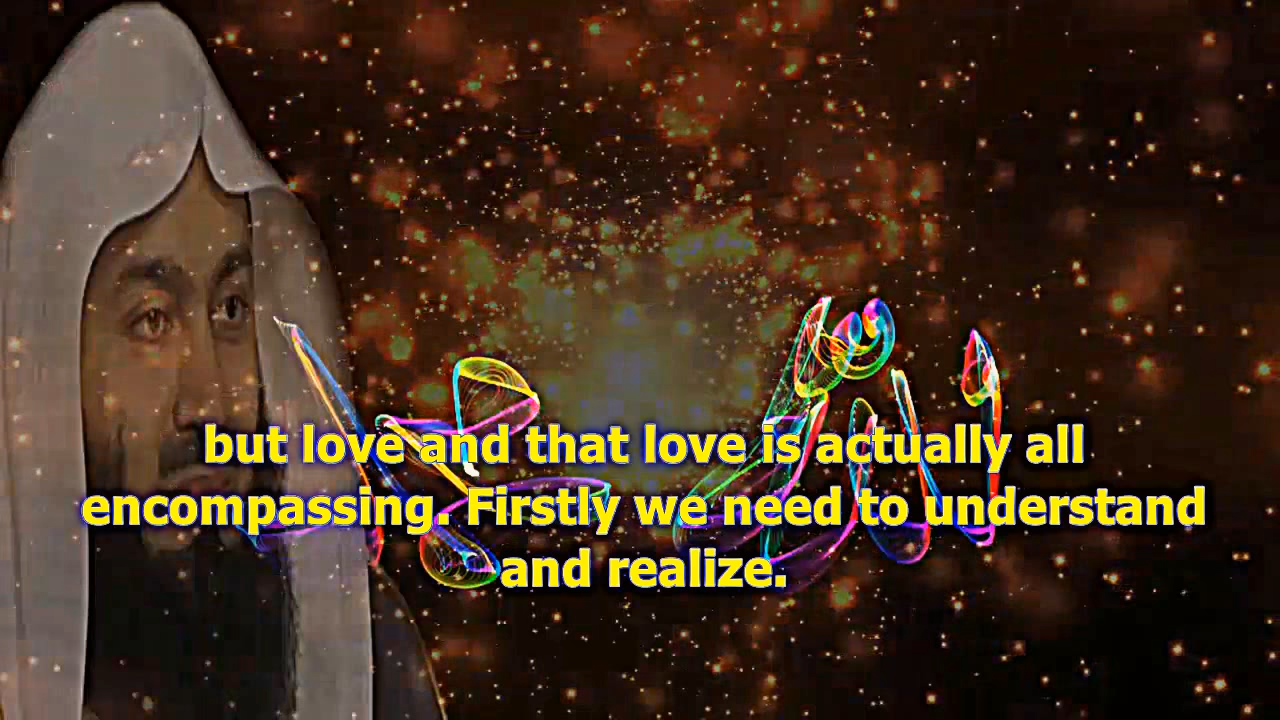 but love and that love is actually all
encompassing. Firstly we need to understand
and realize.